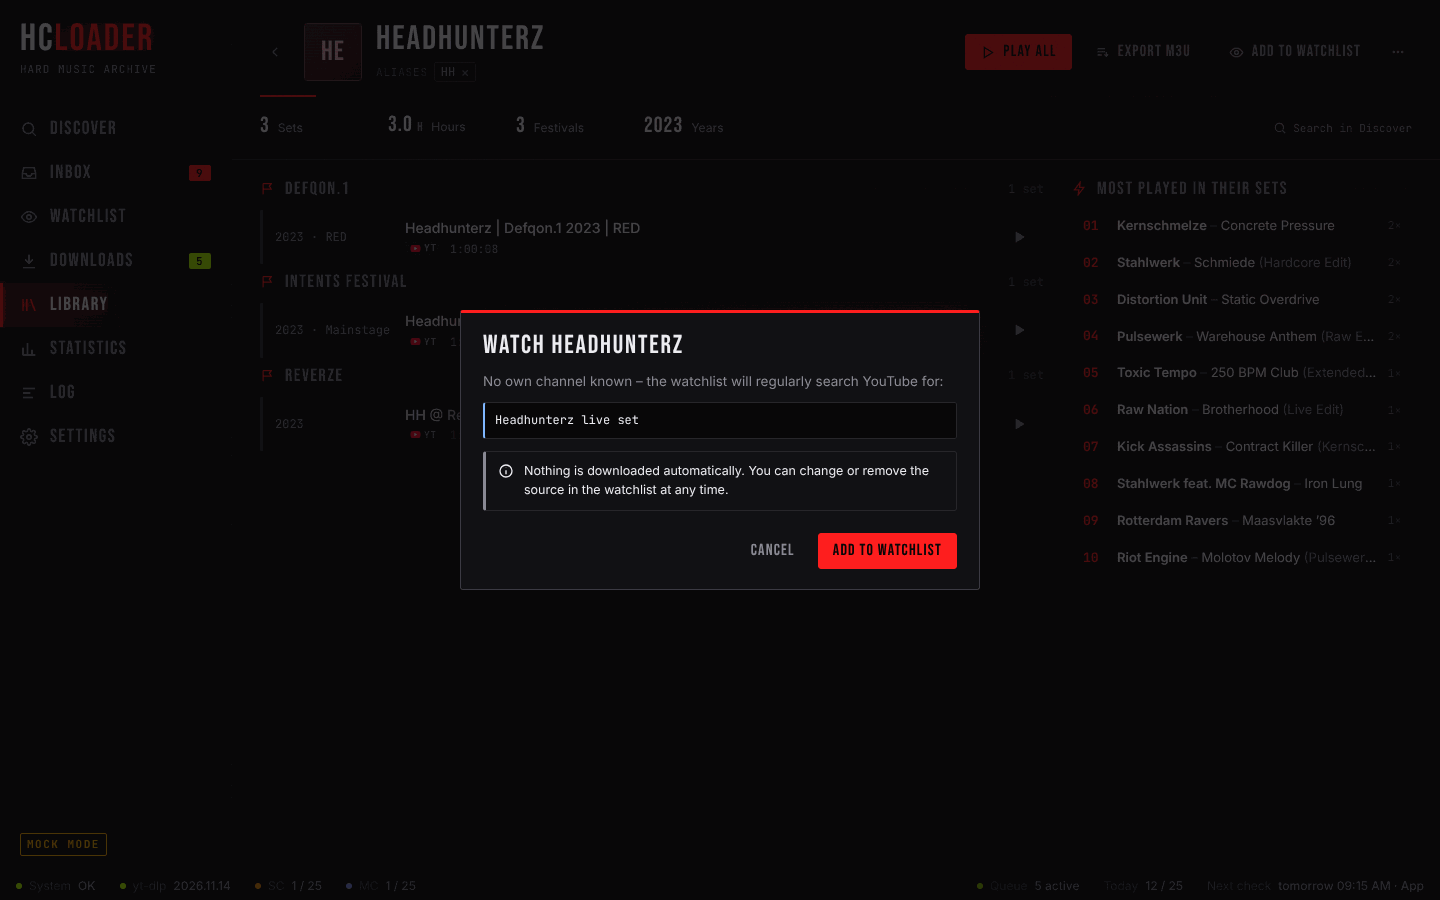 HCLOADER
HARD MUSIC ARCHIVE
DISCOVER
INBOX 9
WATCHLIST
DOWNLOADS 5
LIBRARY
STATISTICS
LOG
SETTINGS
MOCK MODE
HE
HEADHUNTERZ
ALIASES HH ×
PLAY ALL
EXPORT M3U
ADD TO WATCHLIST
3 Sets
3.0 H Hours
3 Festivals
2023 Years
Search in Discover
DEFQON.1 1 set
2023 · RED
Headhunterz | Defqon.1 2023 | RED
YT 1:00:08
INTENTS FESTIVAL 1 set
2023 · Mainstage
Headhun
YT 1
REVERZE 1 set
2023
HH @ Re
YT 1
MOST PLAYED IN THEIR SETS
01 Kernschmelze – Concrete Pressure 2×
02 Stahlwerk – Schmiede (Hardcore Edit) 2×
03 Distortion Unit – Static Overdrive 2×
04 Pulsewerk – Warehouse Anthem (Raw E... 2×
05 Toxic Tempo – 250 BPM Club (Extended... 1×
06 Raw Nation – Brotherhood (Live Edit) 1×
07 Kick Assassins – Contract Killer (Kernsc... 1×
08 Stahlwerk feat. MC Rawdog – Iron Lung 1×
09 Rotterdam Ravers – Maasvlakte '96 1×
10 Riot Engine – Molotov Melody (Pulsewer... 1×
WATCH HEADHUNTERZ
No own channel known – the watchlist will regularly search YouTube for:
Headhunterz live set
Nothing is downloaded automatically. You can change or remove the
source in the watchlist at any time.
CANCEL
ADD TO WATCHLIST
System OK yt-dlp 2026.11.14 SC 1 / 25 MC 1 / 25 Queue 5 active Today 12 / 25 Next check tomorrow 09:15 AM · App